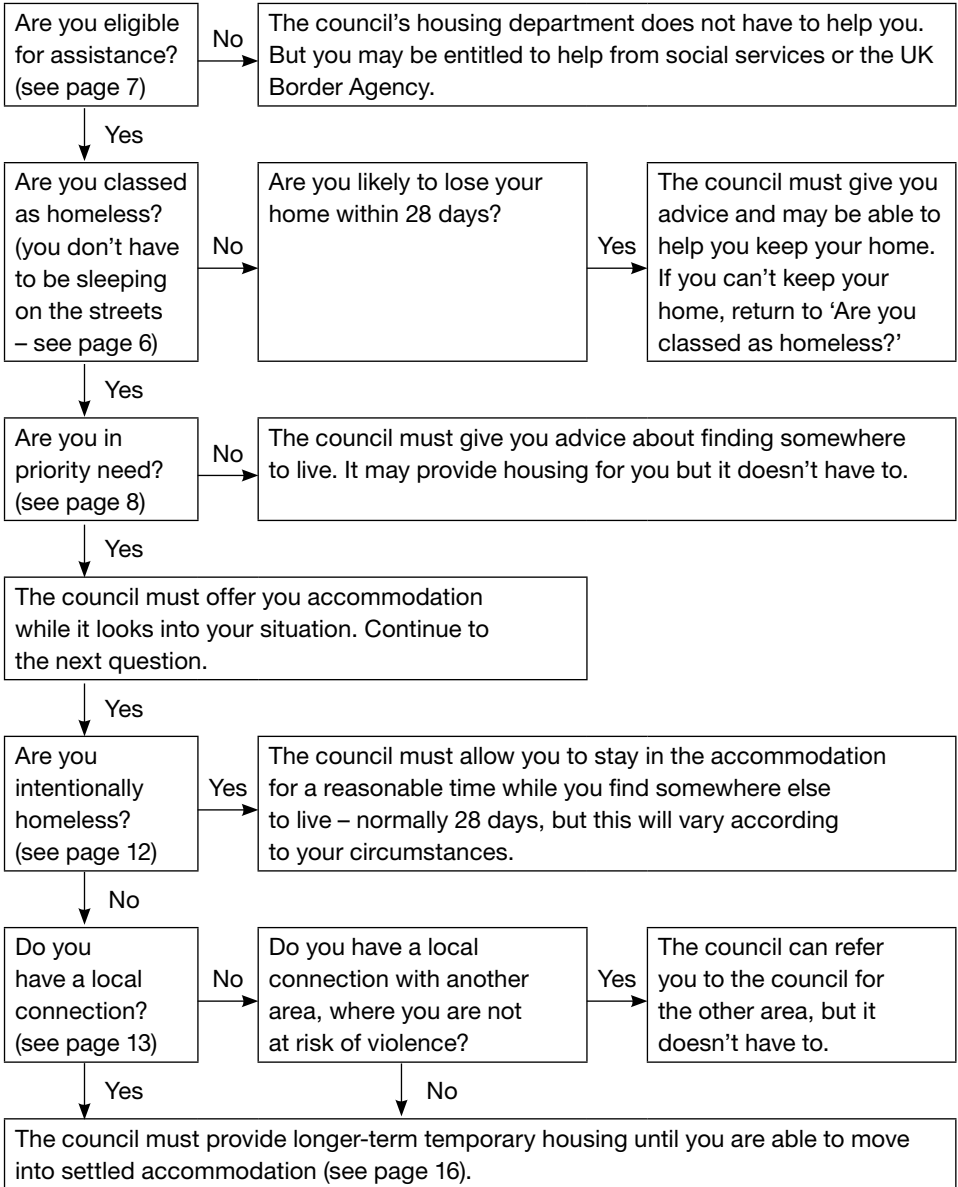 Are you eligible
for assistance?
(see page 7)
No
The council’s housing department does not have to help you.
But you may be entitled to help from social services or the UK
Border Agency.
Yes
Are you classed
as homeless?
(you don’t have
to be sleeping
on the streets
– see page 6)
No
Are you likely to lose your
home within 28 days?
Yes
The council must give you
advice and may be able to
help you keep your home.
If you can’t keep your
home, return to ‘Are you
classed as homeless?’
Yes
Are you in
priority need?
(see page 8)
No
The council must give you advice about finding somewhere
to live. It may provide housing for you but it doesn’t have to.
Yes
The council must offer you accommodation
while it looks into your situation. Continue to
the next question.
Yes
Are you
intentionally
homeless?
(see page 12)
Yes
The council must allow you to stay in the accommodation
for a reasonable time while you find somewhere else
to live – normally 28 days, but this will vary according
to your circumstances.
No
Do you
have a local
connection?
(see page 13)
No
Do you have a local
connection with another
area, where you are not
at risk of violence?
Yes
The council can refer
you to the council for
the other area, but it
doesn’t have to.
Yes
No
The council must provide longer-term temporary housing until you are able to move
into settled accommodation (see page 16).